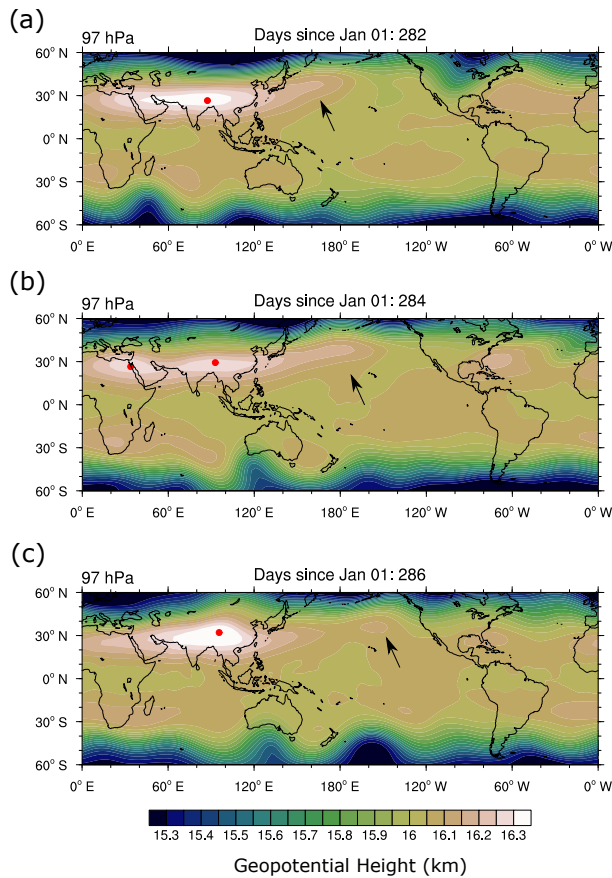 (a)
97 hPa Days since Jan 01: 282
60° N
30° N
0° N
30° S
60° S
0° E 60° E 120° E 180° E 120° W 60° W 0° W
(b)
97 hPa Days since Jan 01: 284
60° N
30° N
0° N
30° S
60° S
0° E 60° E 120° E 180° E 120° W 60° W 0° W
(c)
97 hPa Days since Jan 01: 286
60° N
30° N
0° N
30° S
60° S
0° E 60° E 120° E 180° E 120° W 60° W 0° W
15.3 15.4 15.5 15.6 15.7 15.8 15.9 16 16.1 16.2 16.3
Geopotential Height (km)